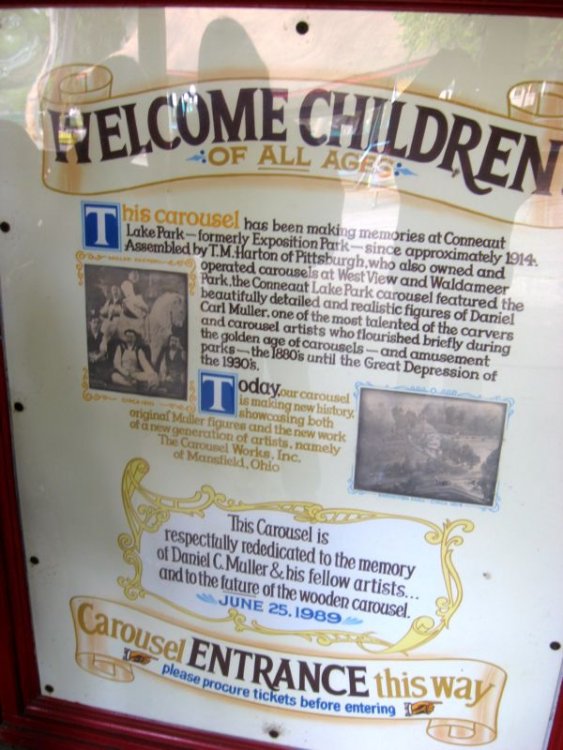 WELCOME CHILDREN
OF ALL AGES
This carousel has been making memories at Conneaut
Lake Park — formerly Exposition Park — since approximately 1914.
Assembled by T.M. Harton of Pittsburgh, who also owned and
operated carousels at West View and Waldameer
Park, the Conneaut Lake Park carousel featured the
beautifully detailed and realistic figures of Daniel
Carl Muller, one of the most talented of the carvers
and carousel artists who flourished briefly during
the golden age of carousels — and amusement
parks — the 1880's until the Great Depression of
the 1930's.
Today, our carousel
is making new history,
showcasing both
original Muller figures and the new work
of a new generation of artists, namely
The Carousel Works, Inc.
of Mansfield, Ohio
This Carousel is
respectfully rededicated to the memory
of Daniel C. Muller & his fellow artists...
and to the future of the wooden carousel.
JUNE 25, 1989
Carousel ENTRANCE this way
please procure tickets before entering